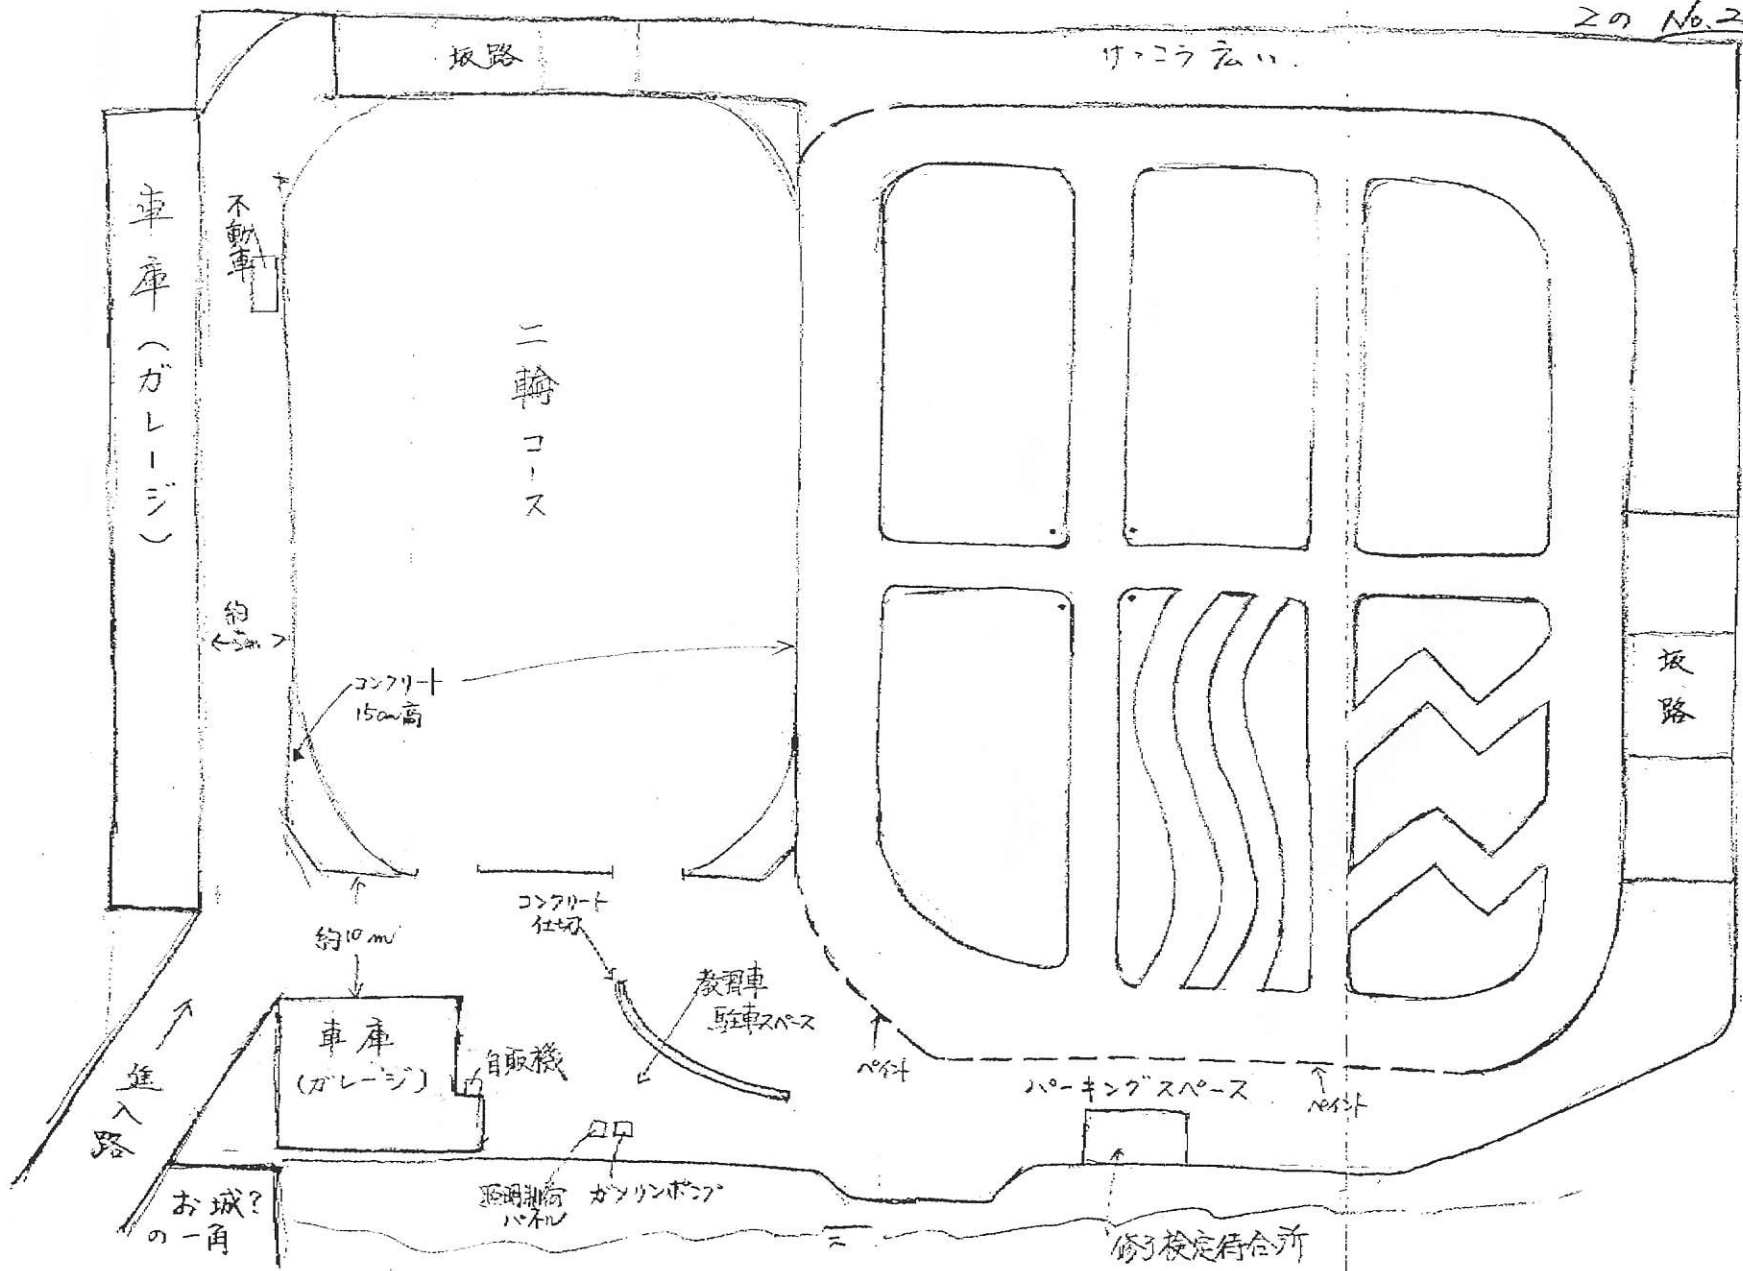 2の No.2
坂路
けっこう広い.
車庫(ガレージ)
不動車
二輪コース
約
5m
コンクリート
15cm高
坂
路
コンクリート
仕切
約10m
教習車
駐車スペース
車庫
(ガレージ)
自販機
ペイント
パーキングスペース
ペイント
進入路
お城?
の一角
照明制御
パネル
ガソリンポンプ
修了検定待合所